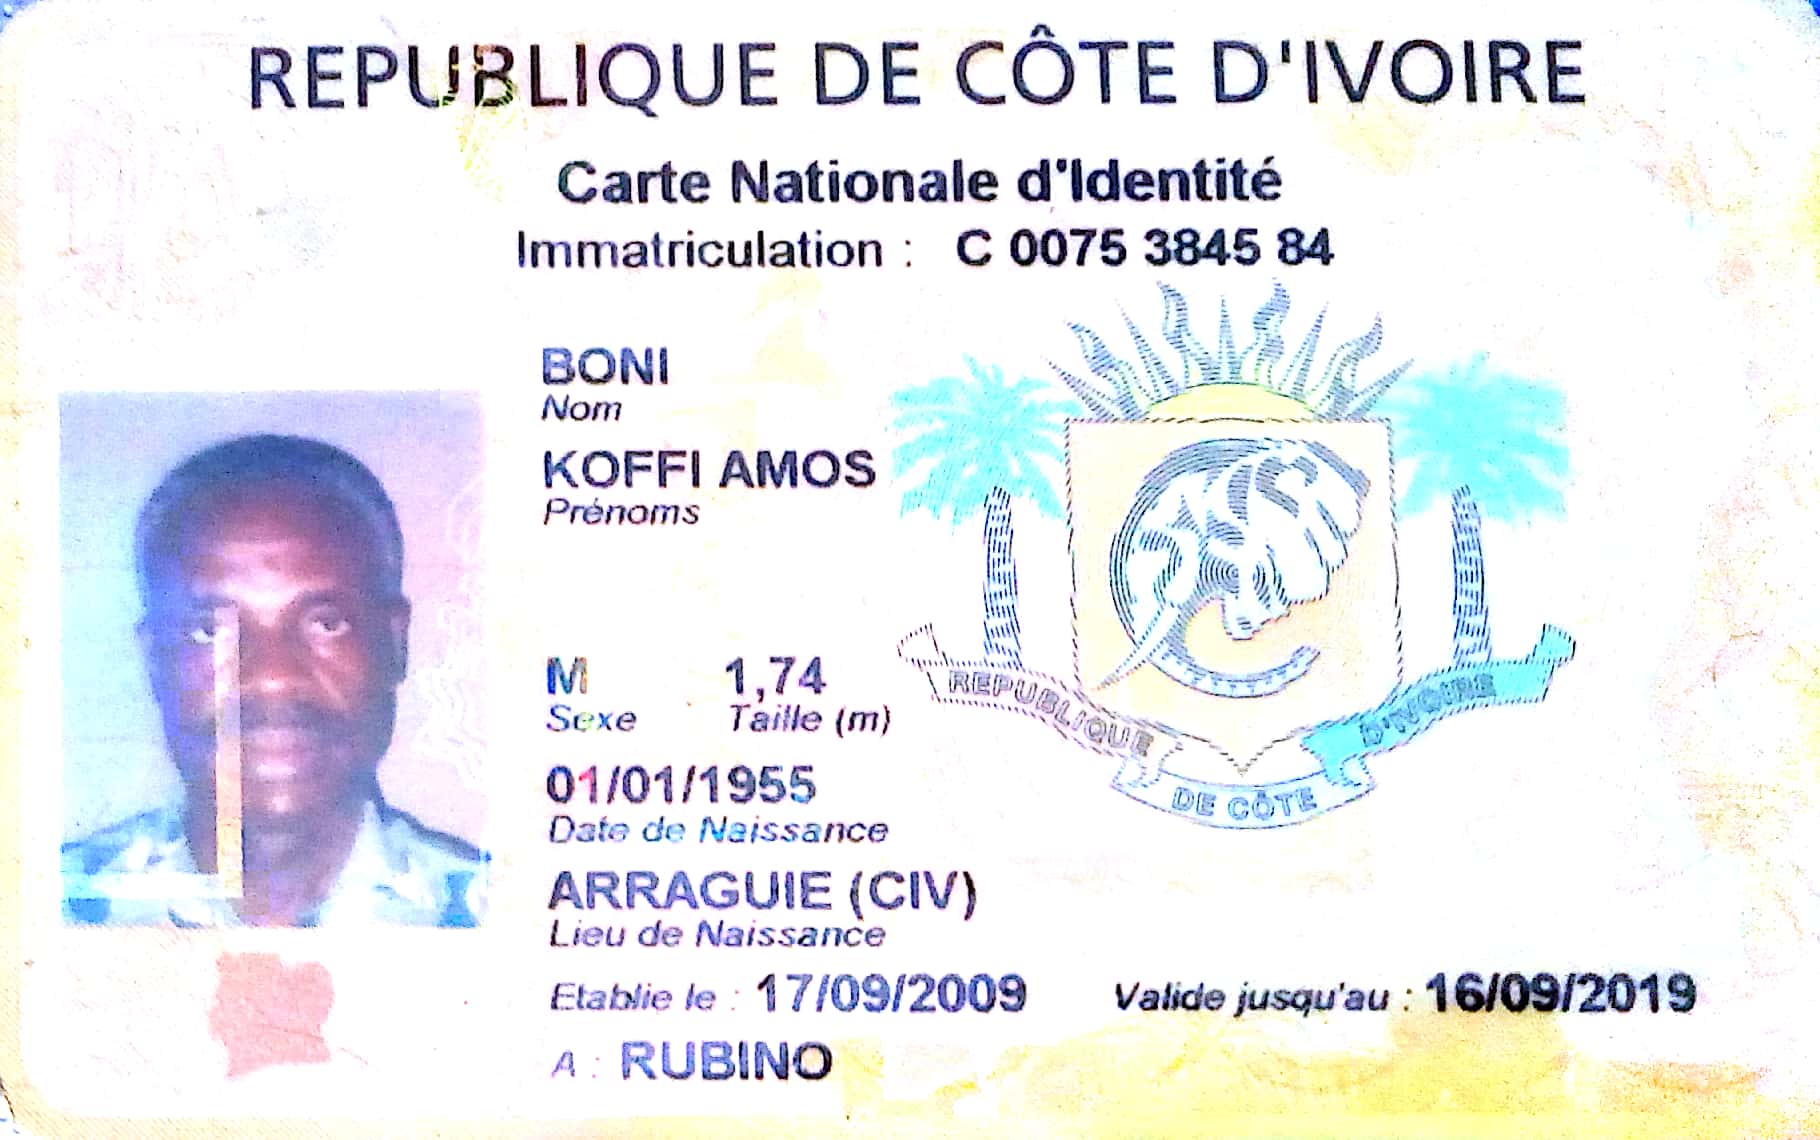 REPUBLIQUE DE CÔTE D'IVOIRE
Carte Nationale d'Identité
Immatriculation : C 0075 3845 84
BONI
Nom
KOFFI AMOS
Prénoms
M 1,74
Sexe Taille (m)
01/01/1955
Date de Naissance
ARRAGUIE (CIV)
Lieu de Naissance
Etablie le : 17/09/2009 Valide jusqu'au : 16/09/2019
A : RUBINO
REPUBLIQUE DE CÔTE D'IVOIRE